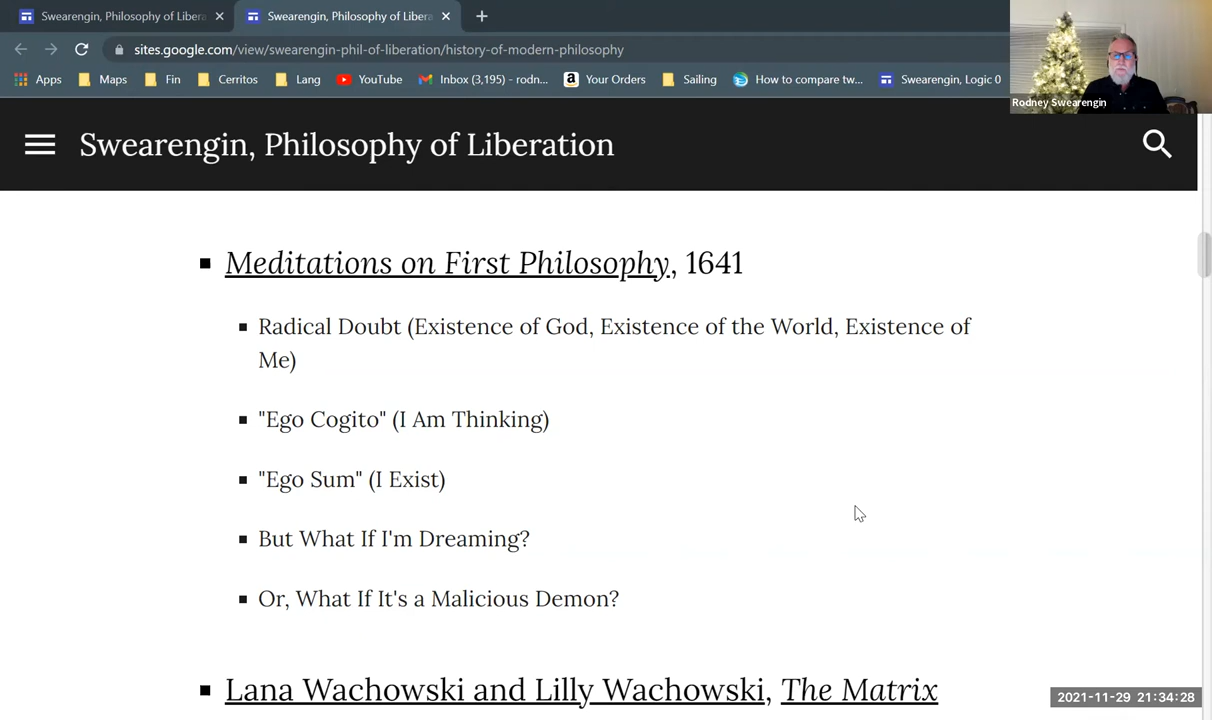 Swearengin, Philosophy of Libera
Swearengin, Philosophy of Libera
sites.google.com/view/swearengin-phil-of-liberation/history-of-modern-philosophy
Apps Maps Fin Cerritos Lang YouTube Inbox (3,195) - rodn... Your Orders Sailing How to compare tw... Swearengin, Logic 0
Rodney Swearengin
Swearengin, Philosophy of Liberation
Meditations on First Philosophy, 1641
Radical Doubt (Existence of God, Existence of the World, Existence of
Me)
"Ego Cogito" (I Am Thinking)
"Ego Sum" (I Exist)
But What If I'm Dreaming?
Or, What If It's a Malicious Demon?
Lana Wachowski and Lilly Wachowski, The Matrix
2021-11-29 21:34:28